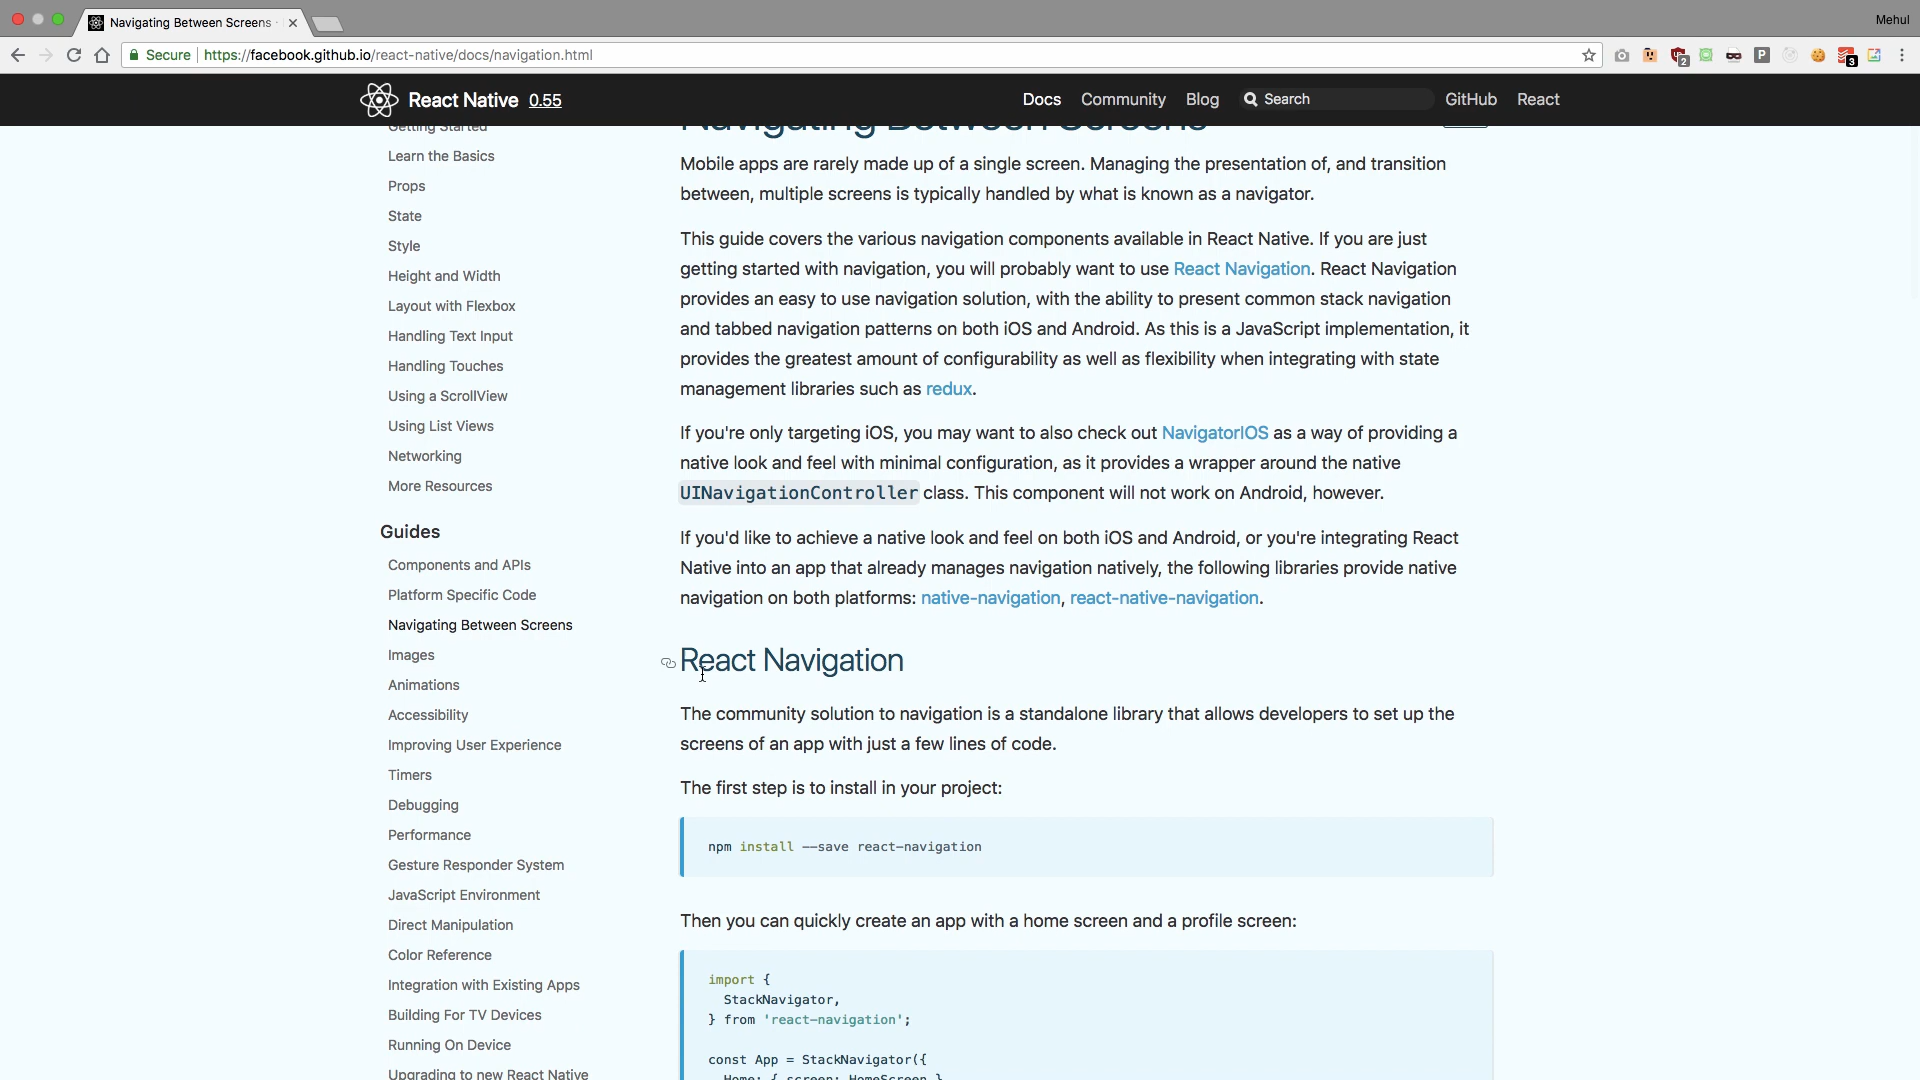 Navigating Between Screens
Mehul
Secure https://facebook.github.io/react-native/docs/navigation.html
2
P
3
React Native 0.55
Docs
Community
Blog
Search
GitHub
React
Getting Started
Learn the Basics
Props
State
Style
Height and Width
Layout with Flexbox
Handling Text Input
Handling Touches
Using a ScrollView
Using List Views
Networking
More Resources
Guides
Components and APIs
Platform Specific Code
Navigating Between Screens
Images
Animations
Accessibility
Improving User Experience
Timers
Debugging
Performance
Gesture Responder System
JavaScript Environment
Direct Manipulation
Color Reference
Integration with Existing Apps
Building For TV Devices
Running On Device
Upgrading to new React Native
Navigating Between Screens
Mobile apps are rarely made up of a single screen. Managing the presentation of, and transition
between, multiple screens is typically handled by what is known as a navigator.
This guide covers the various navigation components available in React Native. If you are just
getting started with navigation, you will probably want to use React Navigation. React Navigation
provides an easy to use navigation solution, with the ability to present common stack navigation
and tabbed navigation patterns on both iOS and Android. As this is a JavaScript implementation, it
provides the greatest amount of configurability as well as flexibility when integrating with state
management libraries such as redux.
If you're only targeting iOS, you may want to also check out NavigatorIOS as a way of providing a
native look and feel with minimal configuration, as it provides a wrapper around the native
UINavigationController class. This component will not work on Android, however.
If you'd like to achieve a native look and feel on both iOS and Android, or you're integrating React
Native into an app that already manages navigation natively, the following libraries provide native
navigation on both platforms: native-navigation, react-native-navigation.
React Navigation
The community solution to navigation is a standalone library that allows developers to set up the
screens of an app with just a few lines of code.
The first step is to install in your project:
npm install --save react-navigation
Then you can quickly create an app with a home screen and a profile screen:
import {
StackNavigator,
} from 'react-navigation';
const App = StackNavigator({
Home: { screen: HomeScreen }